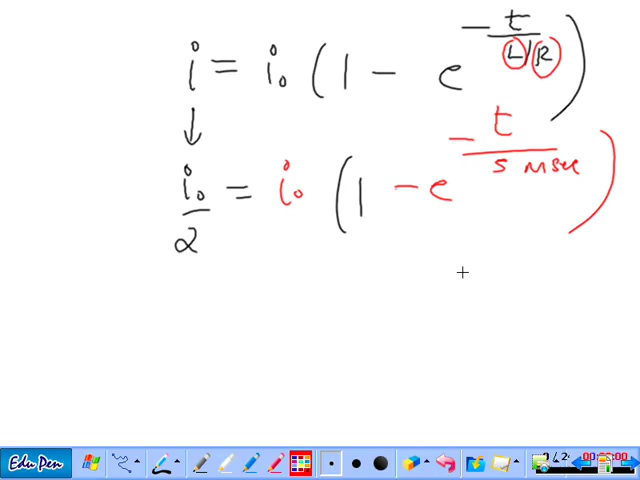 i = i₀ (1 - e^(-t/(L/R)))
↓
i₀/2 = i₀ (1 - e^(-t/5 msec))
Edu Pen